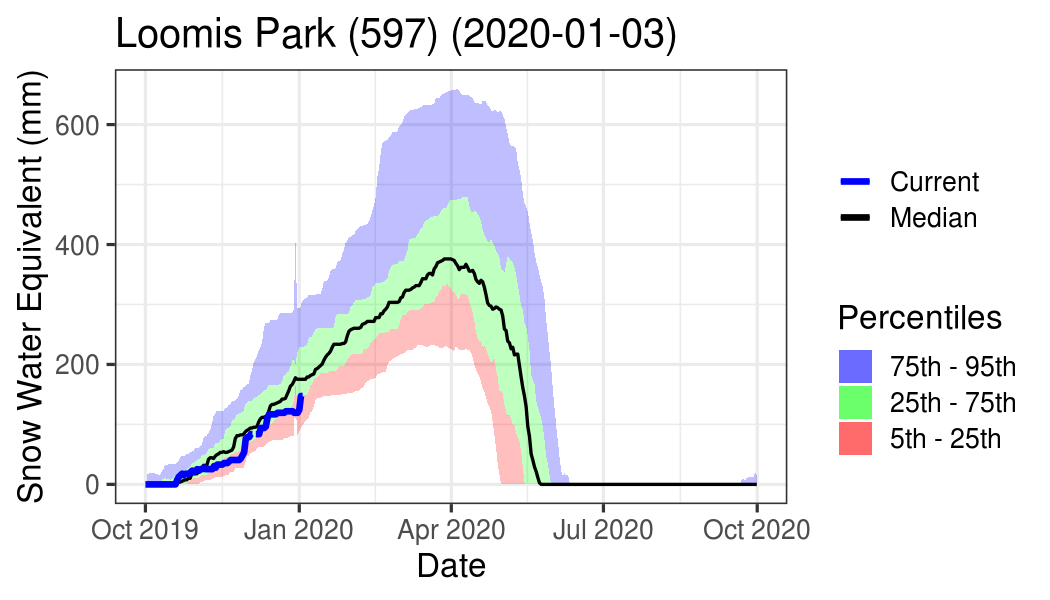 Loomis Park (597) (2020-01-03)
Snow Water Equivalent (mm)
600
400
200
0
Oct 2019 Jan 2020 Apr 2020 Jul 2020 Oct 2020
Date
Current
Median
Percentiles
75th - 95th
25th - 75th
5th - 25th